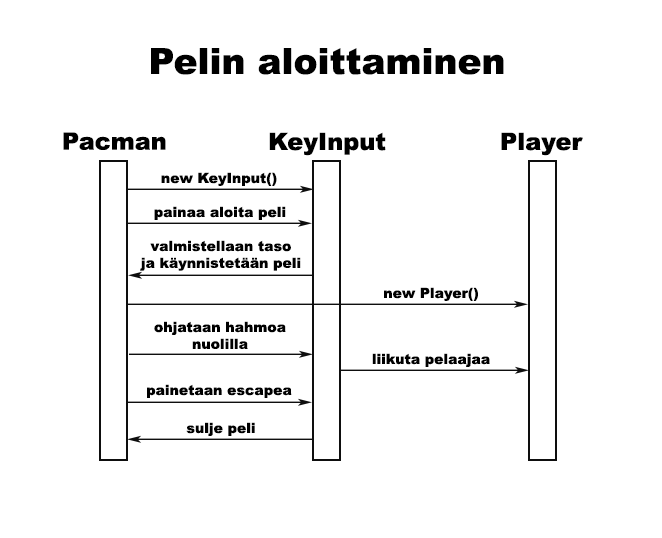 Pelin aloittaminen
Pacman
KeyInput
Player
new KeyInput()
painaa aloita peli
valmistellaan taso
ja käynnistetään peli
new Player()
ohjataan hahmoa
nuolilla
liikuta pelaajaa
painetaan escapea
sulje peli